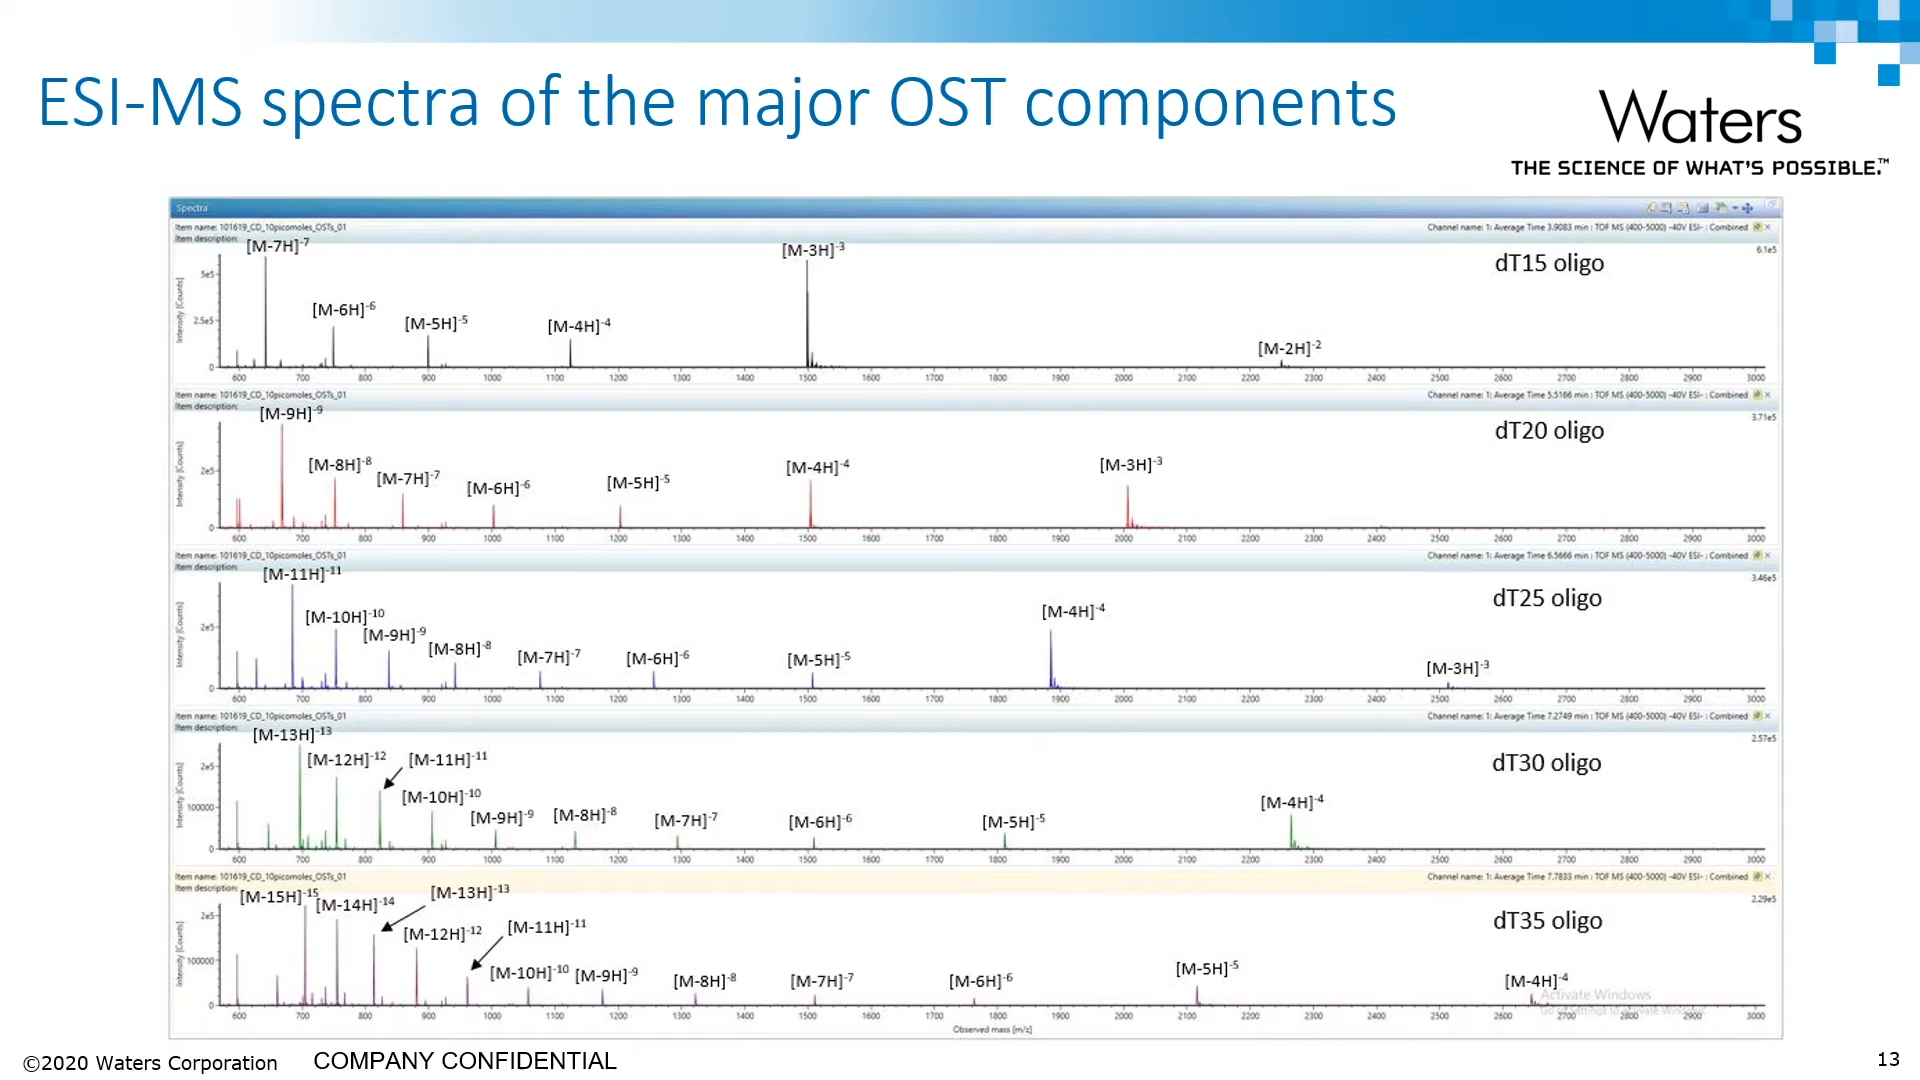 ESI-MS spectra of the major OST components
Waters
THE SCIENCE OF WHAT'S POSSIBLE.™
Spectra
Item name: 101619_CD_10picomoles_OSTs_01
Channel name: 1: Average Time 3.9083 min : TOF MS (400-5000) -40V ESI- : Combined
Item description:
6.1e5
[M-7H]-7
[M-6H]-6
[M-5H]-5
[M-4H]-4
[M-3H]-3
[M-2H]-2
dT15 oligo
Intensity [Counts]
5e5
2.5e5
0
600 700 800 900 1000 1100 1200 1300 1400 1500 1600 1700 1800 1900 2000 2100 2200 2300 2400 2500 2600 2700 2800 2900 3000
Item name: 101619_CD_10picomoles_OSTs_01
Channel name: 1: Average Time 5.5166 min : TOF MS (400-5000) -40V ESI- : Combined
Item description:
3.71e5
[M-9H]-9
[M-8H]-8
[M-7H]-7
[M-6H]-6
[M-5H]-5
[M-4H]-4
[M-3H]-3
dT20 oligo
Intensity [Counts]
2e5
0
600 700 800 900 1000 1100 1200 1300 1400 1500 1600 1700 1800 1900 2000 2100 2200 2300 2400 2500 2600 2700 2800 2900 3000
Item name: 101619_CD_10picomoles_OSTs_01
Channel name: 1: Average Time 6.5666 min : TOF MS (400-5000) -40V ESI- : Combined
Item description:
3.46e5
[M-11H]-11
[M-10H]-10
[M-9H]-9
[M-8H]-8
[M-7H]-7
[M-6H]-6
[M-5H]-5
[M-4H]-4
[M-3H]-3
dT25 oligo
Intensity [Counts]
2e5
0
600 700 800 900 1000 1100 1200 1300 1400 1500 1600 1700 1800 1900 2000 2100 2200 2300 2400 2500 2600 2700 2800 2900 3000
Item name: 101619_CD_10picomoles_OSTs_01
Channel name: 1: Average Time 7.2749 min : TOF MS (400-5000) -40V ESI- : Combined
Item description:
2.57e5
[M-13H]-13
[M-12H]-12
[M-11H]-11
[M-10H]-10
[M-9H]-9
[M-8H]-8
[M-7H]-7
[M-6H]-6
[M-5H]-5
[M-4H]-4
dT30 oligo
Intensity [Counts]
2e5
100000
0
600 700 800 900 1000 1100 1200 1300 1400 1500 1600 1700 1800 1900 2000 2100 2200 2300 2400 2500 2600 2700 2800 2900 3000
Item name: 101619_CD_10picomoles_OSTs_01
Channel name: 1: Average Time 7.7833 min : TOF MS (400-5000) -40V ESI- : Combined
Item description:
2.29e5
[M-15H]-15
[M-14H]-14
[M-13H]-13
[M-12H]-12
[M-11H]-11
[M-10H]-10
[M-9H]-9
[M-8H]-8
[M-7H]-7
[M-6H]-6
[M-5H]-5
[M-4H]-4
dT35 oligo
Intensity [Counts]
2e5
100000
0
Activate Windows
Go to Settings to activate Windows.
600 700 800 900 1000 1100 1200 1300 1400 1500 1600 1700 1800 1900 2000 2100 2200 2300 2400 2500 2600 2700 2800 2900 3000
Observed mass [m/z]
©2020 Waters Corporation
COMPANY CONFIDENTIAL
13